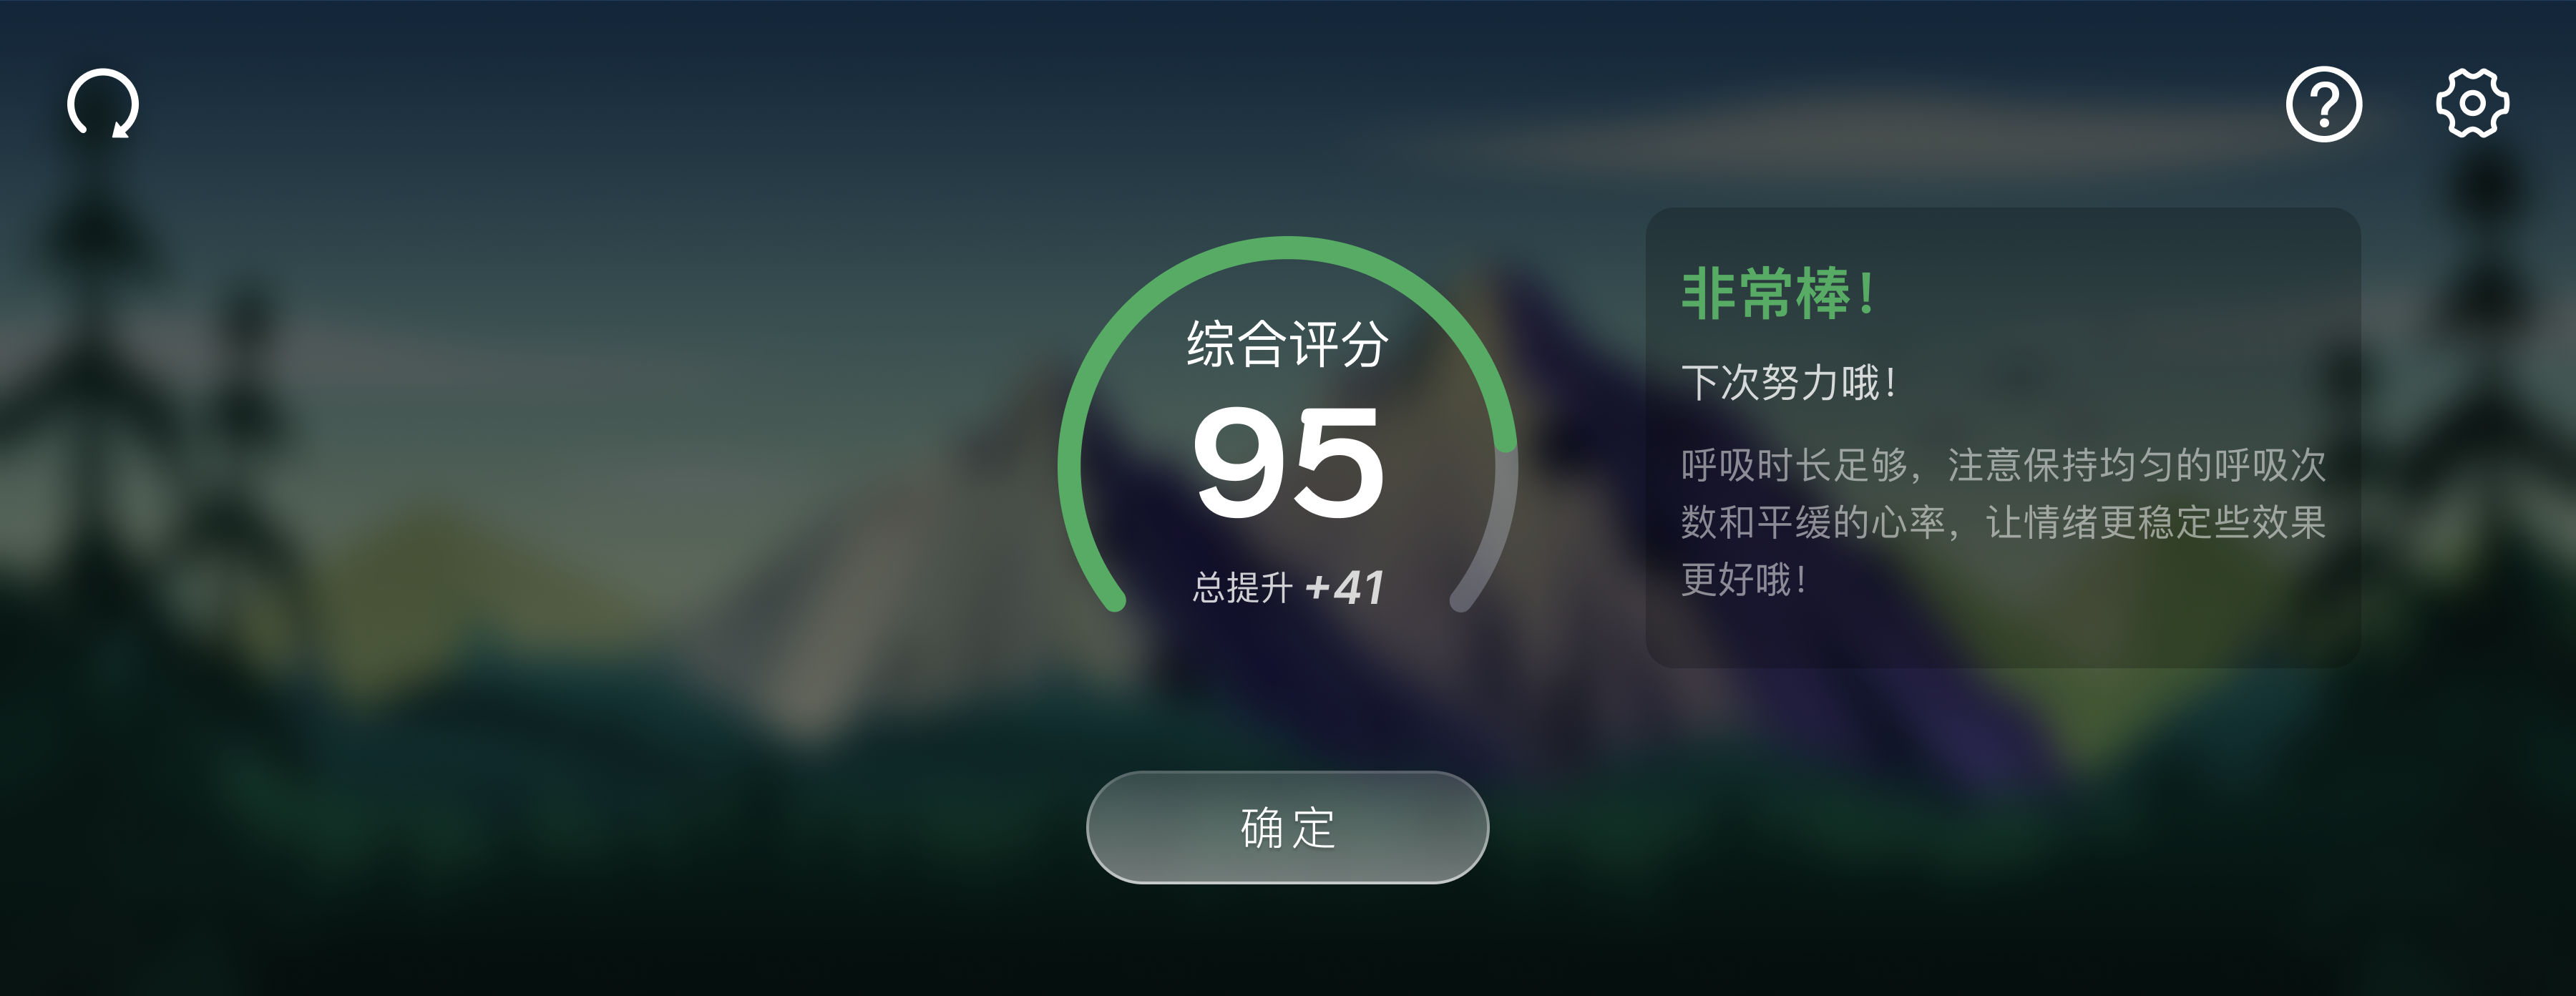 综合评分
95
总提升 +41
非常棒！
下次努力哦！
呼吸时长足够，注意保持均匀的呼吸次
数和平缓的心率，让情绪更稳定些效果
更好哦！
确定